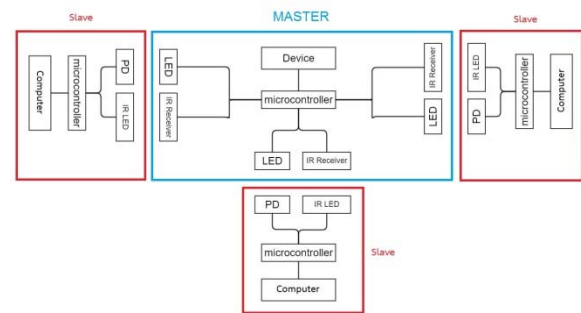 Slave
MASTER
Slave
Computer
microcontroller
PD
IR LED
LED
IR Receiver
Device
microcontroller
LED
IR Receiver
IR Receiver
LED
IR LED
PD
microcontroller
Computer
PD
IR LED
microcontroller
Computer
Slave